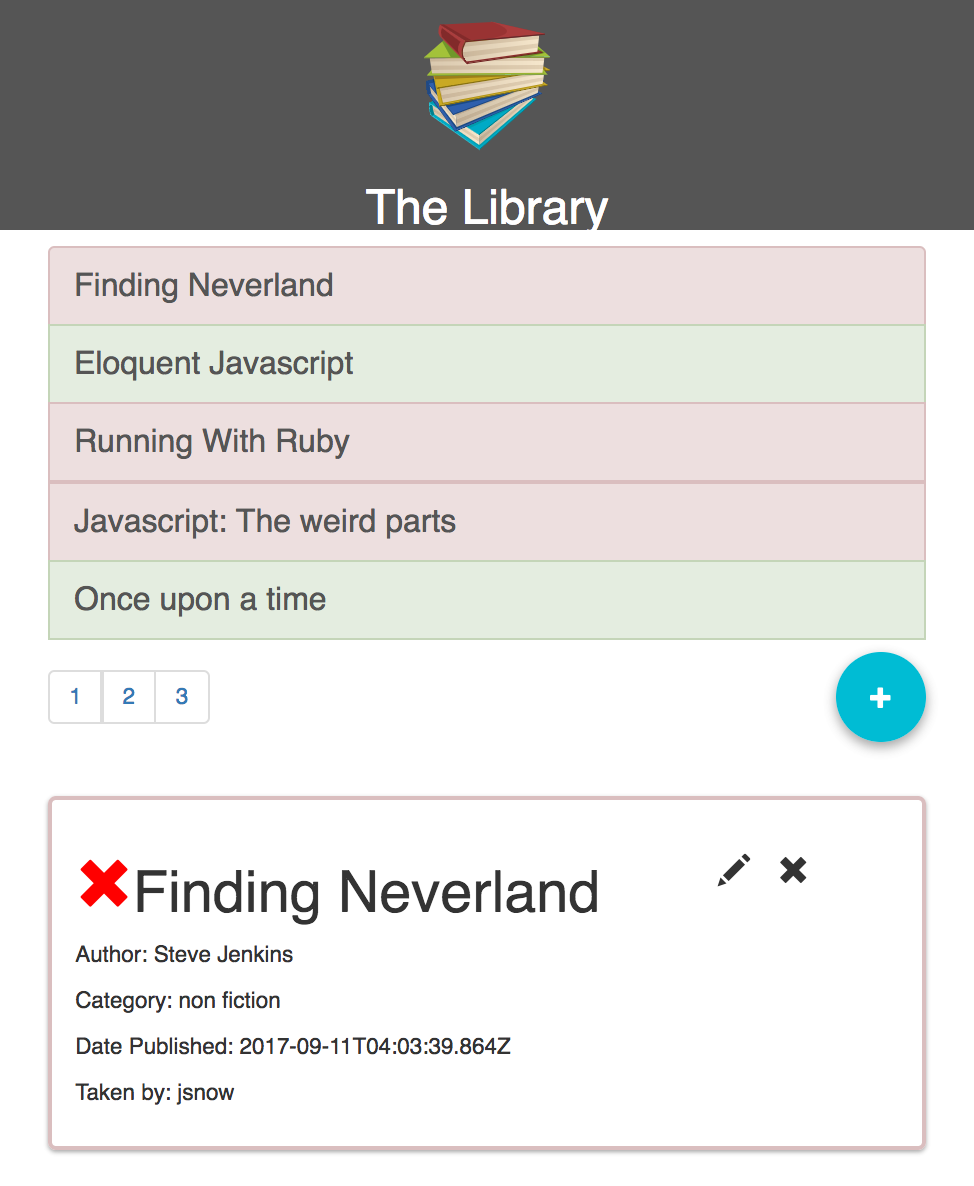 The Library
Finding Neverland
Eloquent Javascript
Running With Ruby
Javascript: The weird parts
Once upon a time
1 2 3
Finding Neverland
Author: Steve Jenkins
Category: non fiction
Date Published: 2017-09-11T04:03:39.864Z
Taken by: jsnow